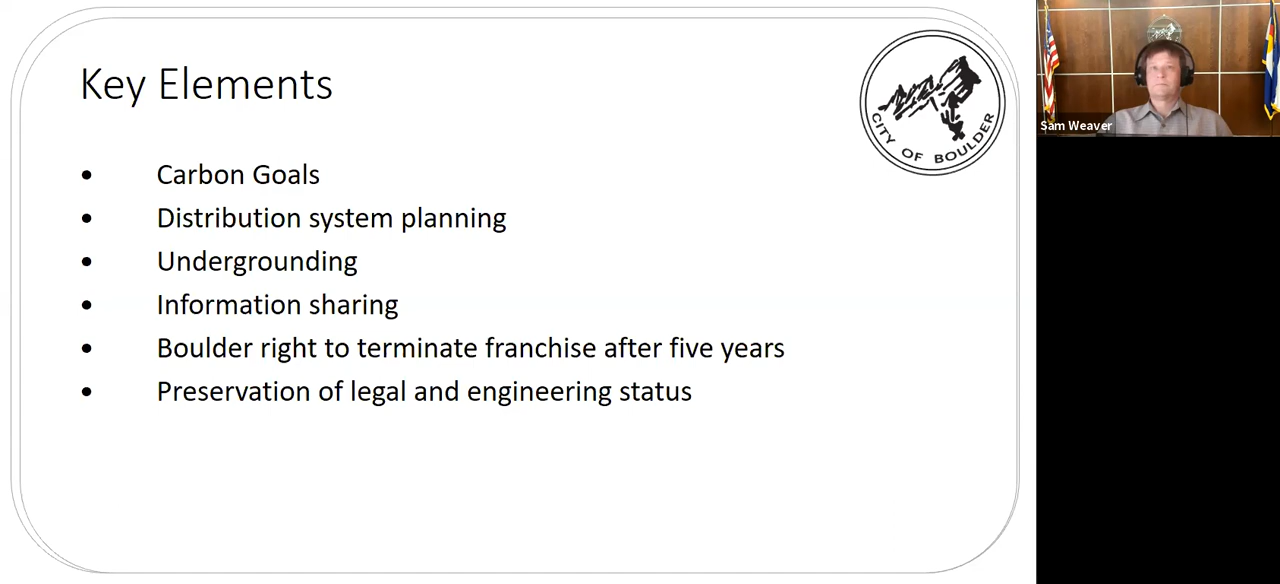 Key Elements
CITY OF BOULDER
• Carbon Goals
• Distribution system planning
• Undergrounding
• Information sharing
• Boulder right to terminate franchise after five years
• Preservation of legal and engineering status
Sam Weaver